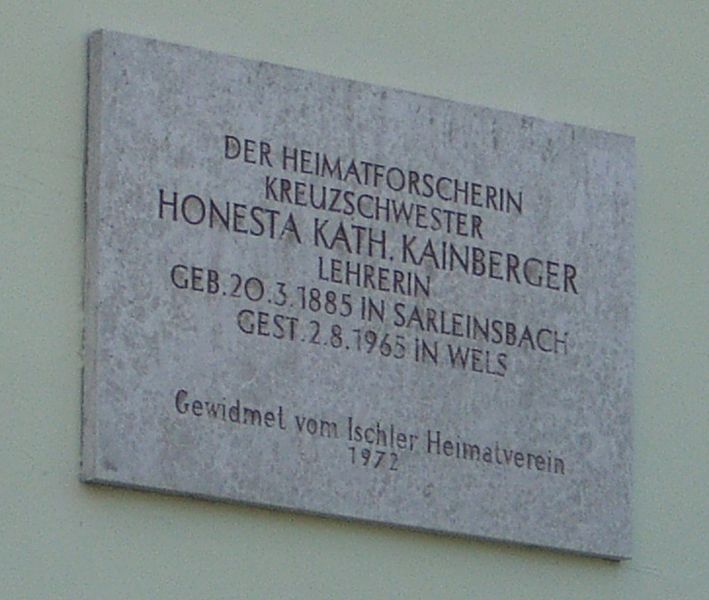 DER HEIMATFORSCHERIN
KREUZSCHWESTER
HONESTA KATH. KAINBERGER
LEHRERIN
GEB. 20.3.1885 IN SARLEINSBACH
GEST. 2.8.1965 IN WELS
Gewidmet vom Ischler Heimatverein
1972